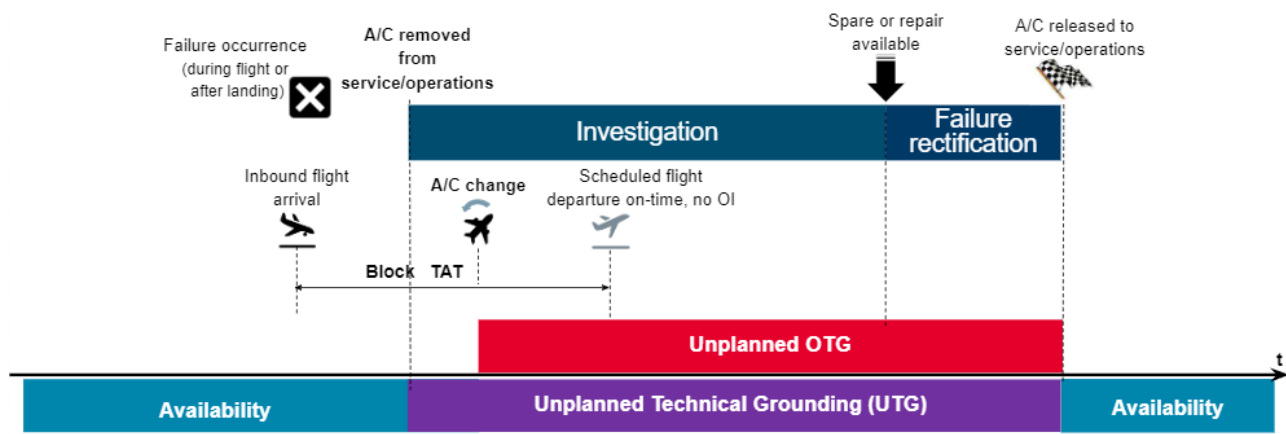 Failure occurrence
(during flight or
after landing)
A/C removed
from
service/operations
Spare or repair
available
A/C released to
service/operations
Investigation
Failure
rectification
Inbound flight
arrival
A/C change
Scheduled flight
departure on-time, no OI
Block TAT
Unplanned OTG
t
Availability
Unplanned Technical Grounding (UTG)
Availability